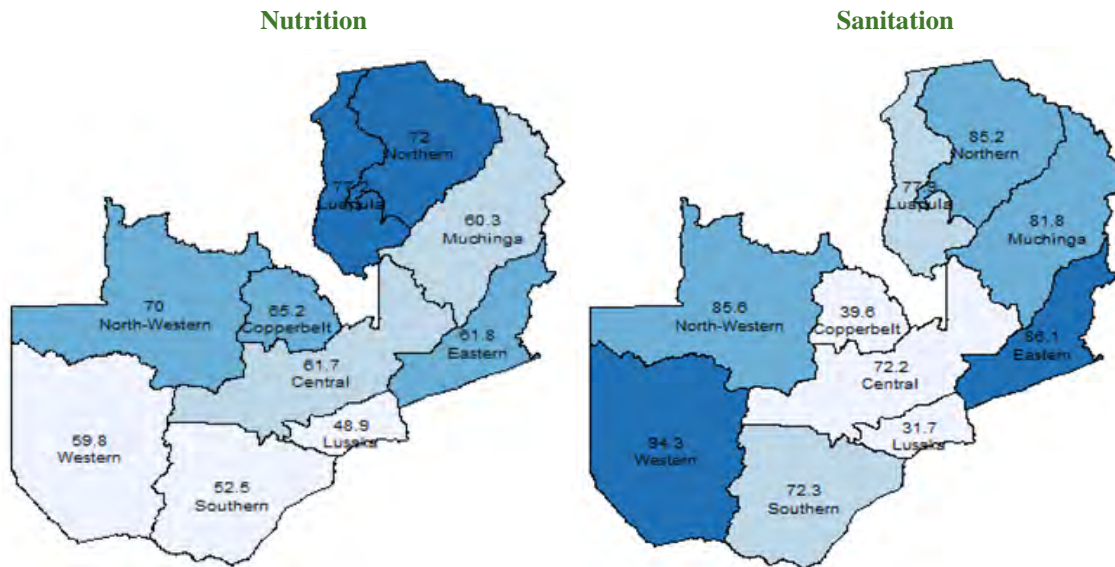 Nutrition
72
Northern
Luapula
60.3
Muchinga
70
North-Western
65.2
Copperbelt
61.8
Eastern
61.7
Central
48.9
Lusaka
59.8
Western
52.5
Southern
Sanitation
85.2
Northern
Luapula
81.8
Muchinga
85.6
North-Western
39.6
Copperbelt
86.1
Eastern
72.2
Central
31.7
Lusaka
94.3
Western
72.3
Southern